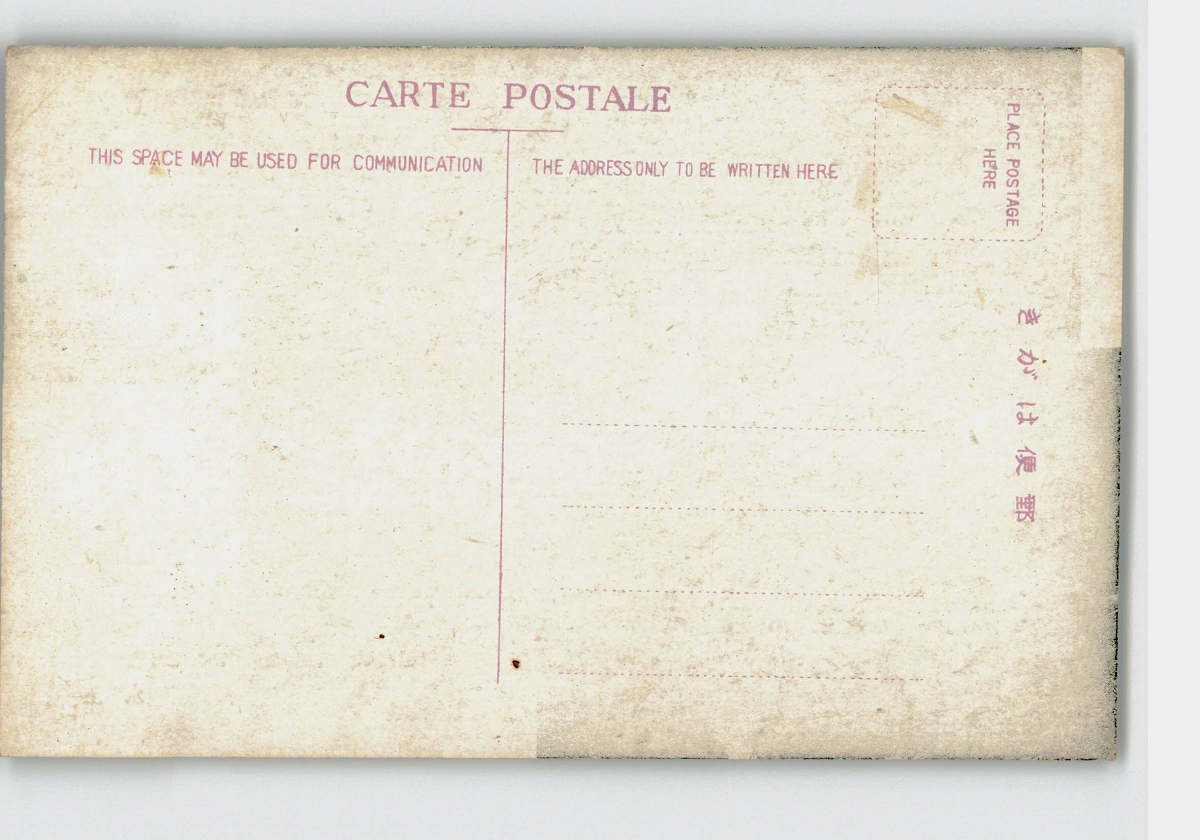 CARTE POSTALE
THIS SPACE MAY BE USED FOR COMMUNICATION
THE ADDRESS ONLY TO BE WRITTEN HERE
PLACE POSTAGE
HERE
郵便はがき